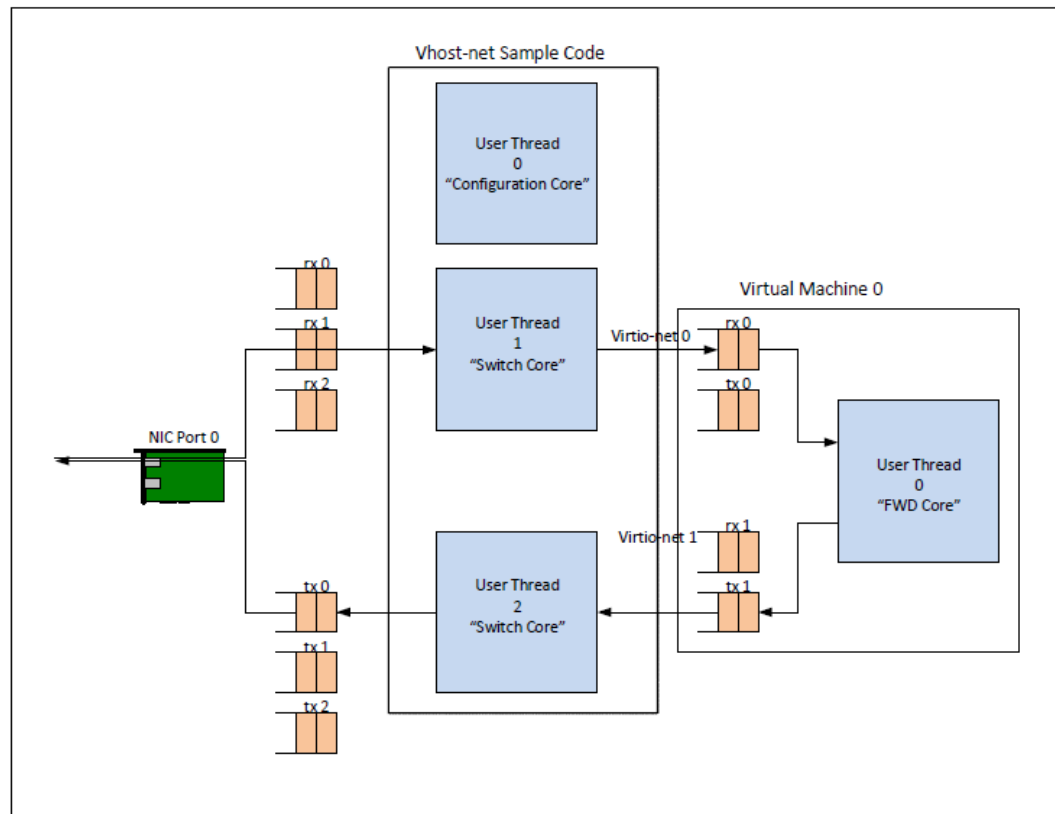 Vhost-net Sample Code
User Thread
0
“Configuration Core”
rx 0
rx 1
rx 2
User Thread
1
“Switch Core”
Virtio-net 0
Virtual Machine 0
rx 0
tx 0
NIC Port 0
User Thread
0
“FWD Core”
Virtio-net 1
rx 1
tx 1
User Thread
2
“Switch Core”
tx 0
tx 1
tx 2